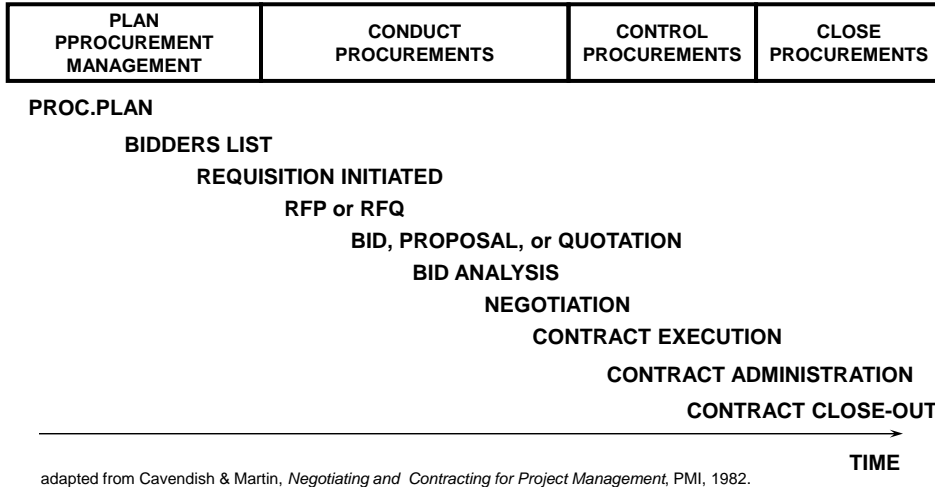 PLAN
PPROCUREMENT
MANAGEMENT
CONDUCT
PROCUREMENTS
CONTROL
PROCUREMENTS
CLOSE
PROCUREMENTS
PROC.PLAN
BIDDERS LIST
REQUISITION INITIATED
RFP or RFQ
BID, PROPOSAL, or QUOTATION
BID ANALYSIS
NEGOTIATION
CONTRACT EXECUTION
CONTRACT ADMINISTRATION
CONTRACT CLOSE-OUT
TIME
adapted from Cavendish & Martin, Negotiating and Contracting for Project Management, PMI, 1982.